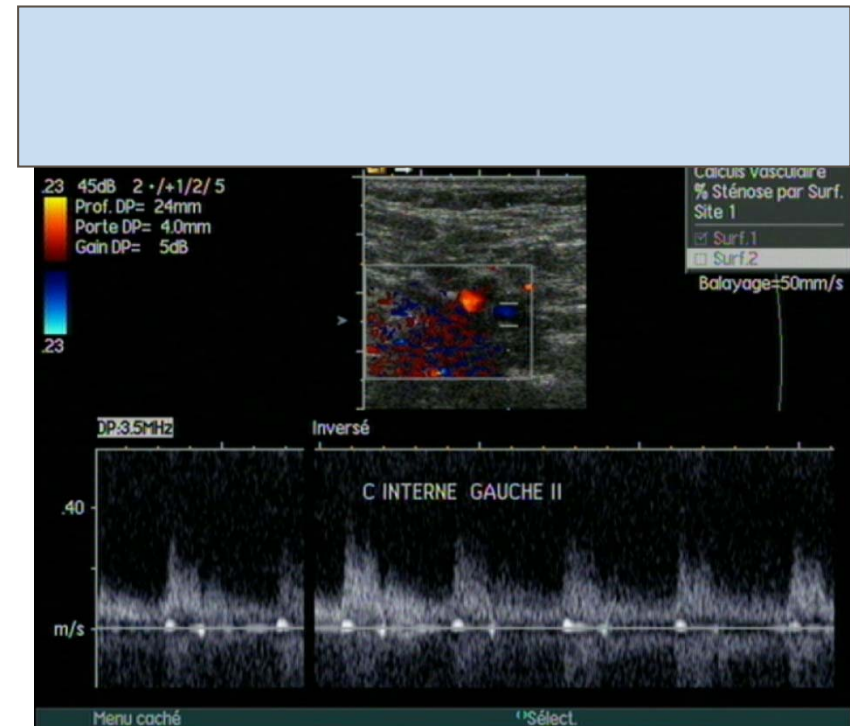 .23 45dB 2 •/+1/2/ 5
Prof. DP= 24mm
Porte DP= 4.0mm
Gain DP= 5dB
.23
Calculs Vasculaire
% Sténose par Surf.
Site 1
Surf.1
Surf.2
Balayage=50mm/s
DP:3.5MHz
Inversé
C INTERNE GAUCHE II
.40
m/s
Menu caché
Sélect.